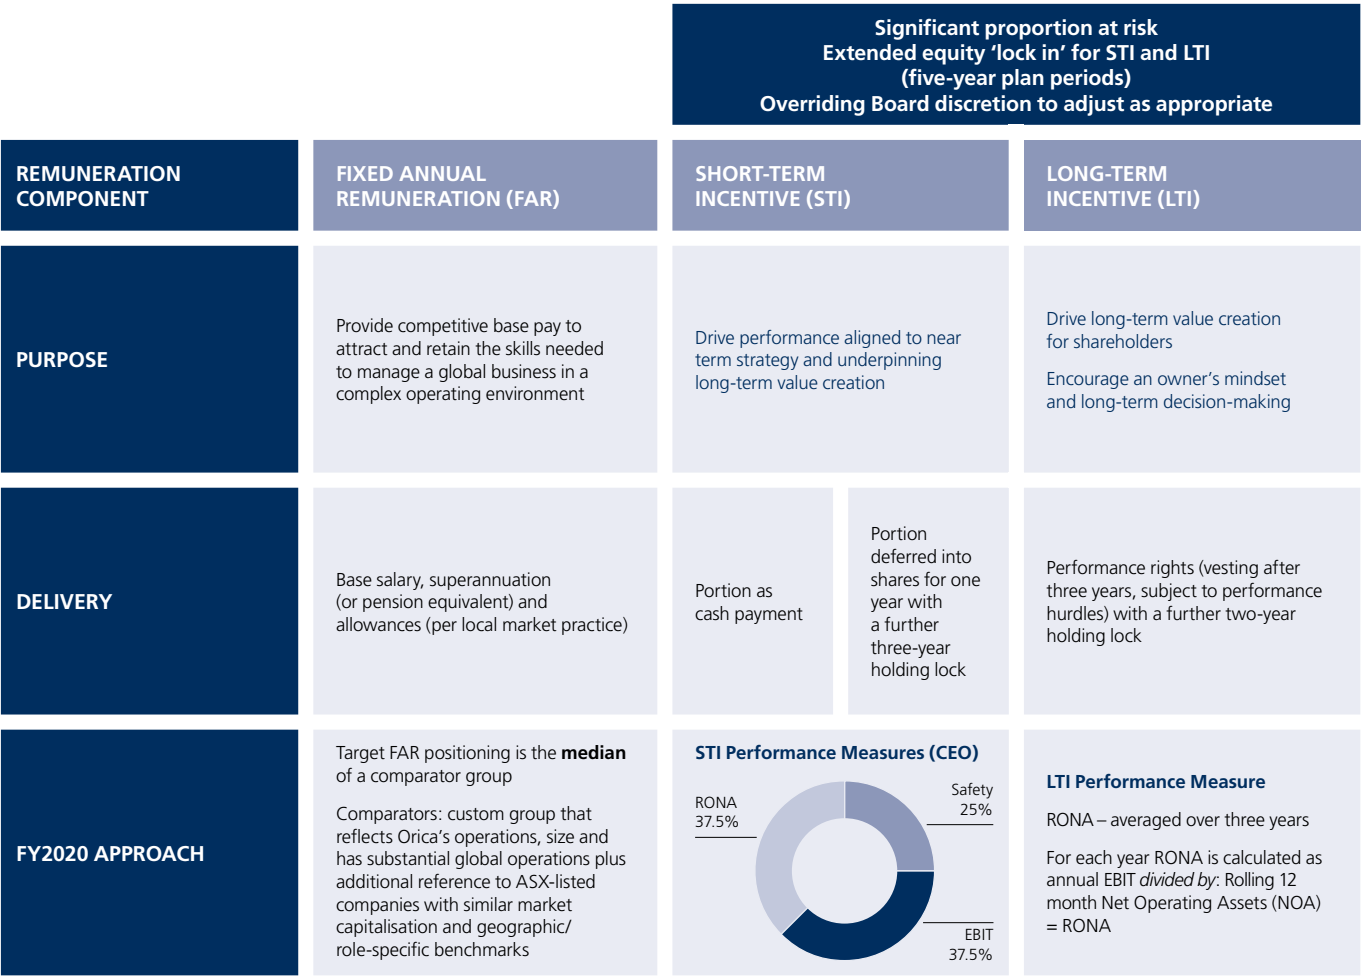 Significant proportion at risk
Extended equity ‘lock in’ for STI and LTI
(five-year plan periods)
Overriding Board discretion to adjust as appropriate
REMUNERATION
COMPONENT
FIXED ANNUAL
REMUNERATION (FAR)
SHORT-TERM
INCENTIVE (STI)
LONG-TERM
INCENTIVE (LTI)
PURPOSE
Provide competitive base pay to
attract and retain the skills needed
to manage a global business in a
complex operating environment
Drive performance aligned to near
term strategy and underpinning
long-term value creation
Drive long-term value creation
for shareholders
Encourage an owner’s mindset
and long-term decision-making
DELIVERY
Base salary, superannuation
(or pension equivalent) and
allowances (per local market practice)
Portion as
cash payment
Portion
deferred into
shares for one
year with
a further
three-year
holding lock
Performance rights (vesting after
three years, subject to performance
hurdles) with a further two-year
holding lock
FY2020 APPROACH
Target FAR positioning is the median
of a comparator group
Comparators: custom group that
reflects Orica’s operations, size and
has substantial global operations plus
additional reference to ASX-listed
companies with similar market
capitalisation and geographic/
role-specific benchmarks
STI Performance Measures (CEO)
RONA
37.5%
Safety
25%
EBIT
37.5%
LTI Performance Measure
RONA – averaged over three years
For each year RONA is calculated as
annual EBIT divided by: Rolling 12
month Net Operating Assets (NOA)
= RONA